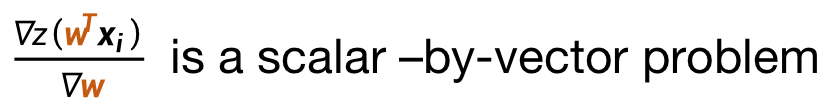 ∇z(wᵀxᵢ)
∇w
is a scalar –by-vector problem